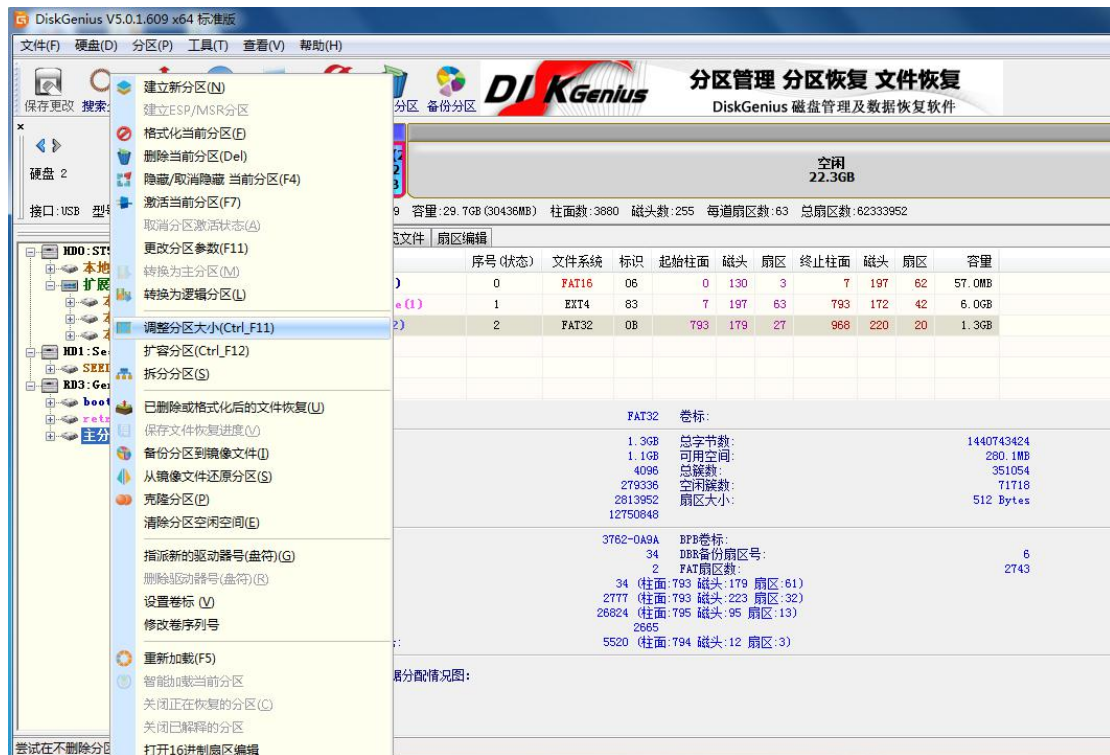 DiskGenius V5.0.1.609 x64 标准版
文件(F) 硬盘(D) 分区(P) 工具(T) 查看(V) 帮助(H)
保存更改 搜索 分区 备份分区
DI KGenius
分区管理 分区恢复 文件恢复
DiskGenius 磁盘管理及数据恢复软件
硬盘 2
空闲
22.3GB
接口:USB 型号 9 容量:29.7GB(30436MB) 柱面数:3880 磁头数:255 每道扇区数:63 总扇区数:62333952
览文件 扇区编辑
序号(状态) 文件系统 标识 起始柱面 磁头 扇区 终止柱面 磁头 扇区 容量
) 0 FAT16 06 0 130 3 7 197 62 57.0MB
e(1) 1 EXT4 83 7 197 63 793 172 42 6.0GB
2) 2 FAT32 0B 793 179 27 968 220 20 1.3GB
HD0:ST
本地
扩展
HD1:Se
SEEI
RD3:Ger
boot
retr
主分
建立新分区(N)
建立ESP/MSR分区
格式化当前分区(F)
删除当前分区(Del)
隐藏/取消隐藏 当前分区(F4)
激活当前分区(F7)
取消分区激活状态(A)
更改分区参数(F11)
转换为主分区(M)
转换为逻辑分区(L)
调整分区大小(Ctrl_F11)
扩容分区(Ctrl_F12)
拆分分区(S)
已删除或格式化后的文件恢复(U)
保存文件恢复进度(V)
备份分区到镜像文件(I)
从镜像文件还原分区(S)
克隆分区(P)
清除分区空闲空间(E)
指派新的驱动器号(盘符)(G)
删除驱动器号(盘符)(R)
设置卷标 (V)
修改卷序列号
重新加载(F5)
智能加载当前分区
关闭正在恢复的分区(C)
关闭已解释的分区
打开16进制扇区编辑
FAT32 卷标:
1.3GB 总字节数: 1440743424
1.1GB 可用空间: 280.1MB
4096 总簇数: 351054
279336 空闲簇数: 71718
2813952 扇区大小: 512 Bytes
12750848
3762-0A9A BPB卷标:
34 DBR备份扇区号: 6
2 FAT扇区数: 2743
34 (柱面:793 磁头:179 扇区:61)
2777 (柱面:793 磁头:223 扇区:32)
26824 (柱面:795 磁头:95 扇区:13)
2665
5520 (柱面:794 磁头:12 扇区:3)
据分配情况图:
尝试在不删除分区